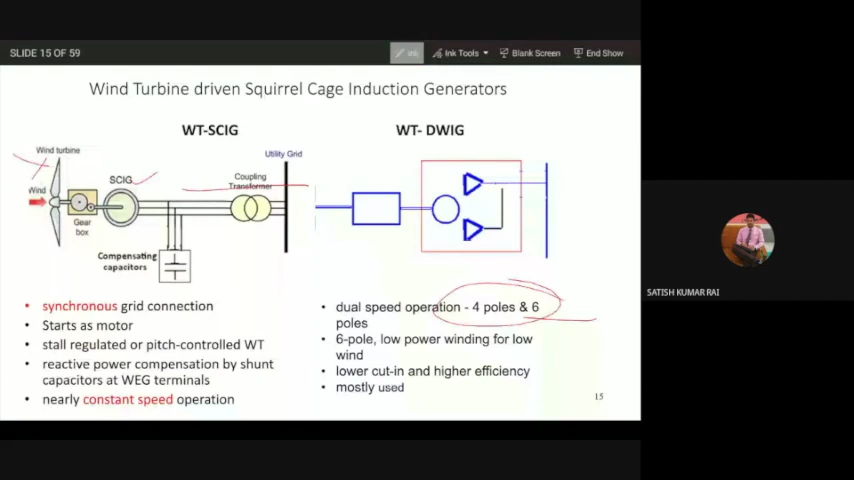 SLIDE 15 OF 59
Ink
Ink Tools
Blank Screen
End Show
Wind Turbine driven Squirrel Cage Induction Generators
WT-SCIG
WT- DWIG
Wind turbine
Utility Grid
SCIG
Coupling
Transformer
Wind
Gear
box
Compensating
capacitors
• synchronous grid connection
• Starts as motor
• stall regulated or pitch-controlled WT
• reactive power compensation by shunt
capacitors at WEG terminals
• nearly constant speed operation
• dual speed operation - 4 poles & 6
poles
• 6-pole, low power winding for low
wind
• lower cut-in and higher efficiency
• mostly used
15
SATISH KUMAR RAI